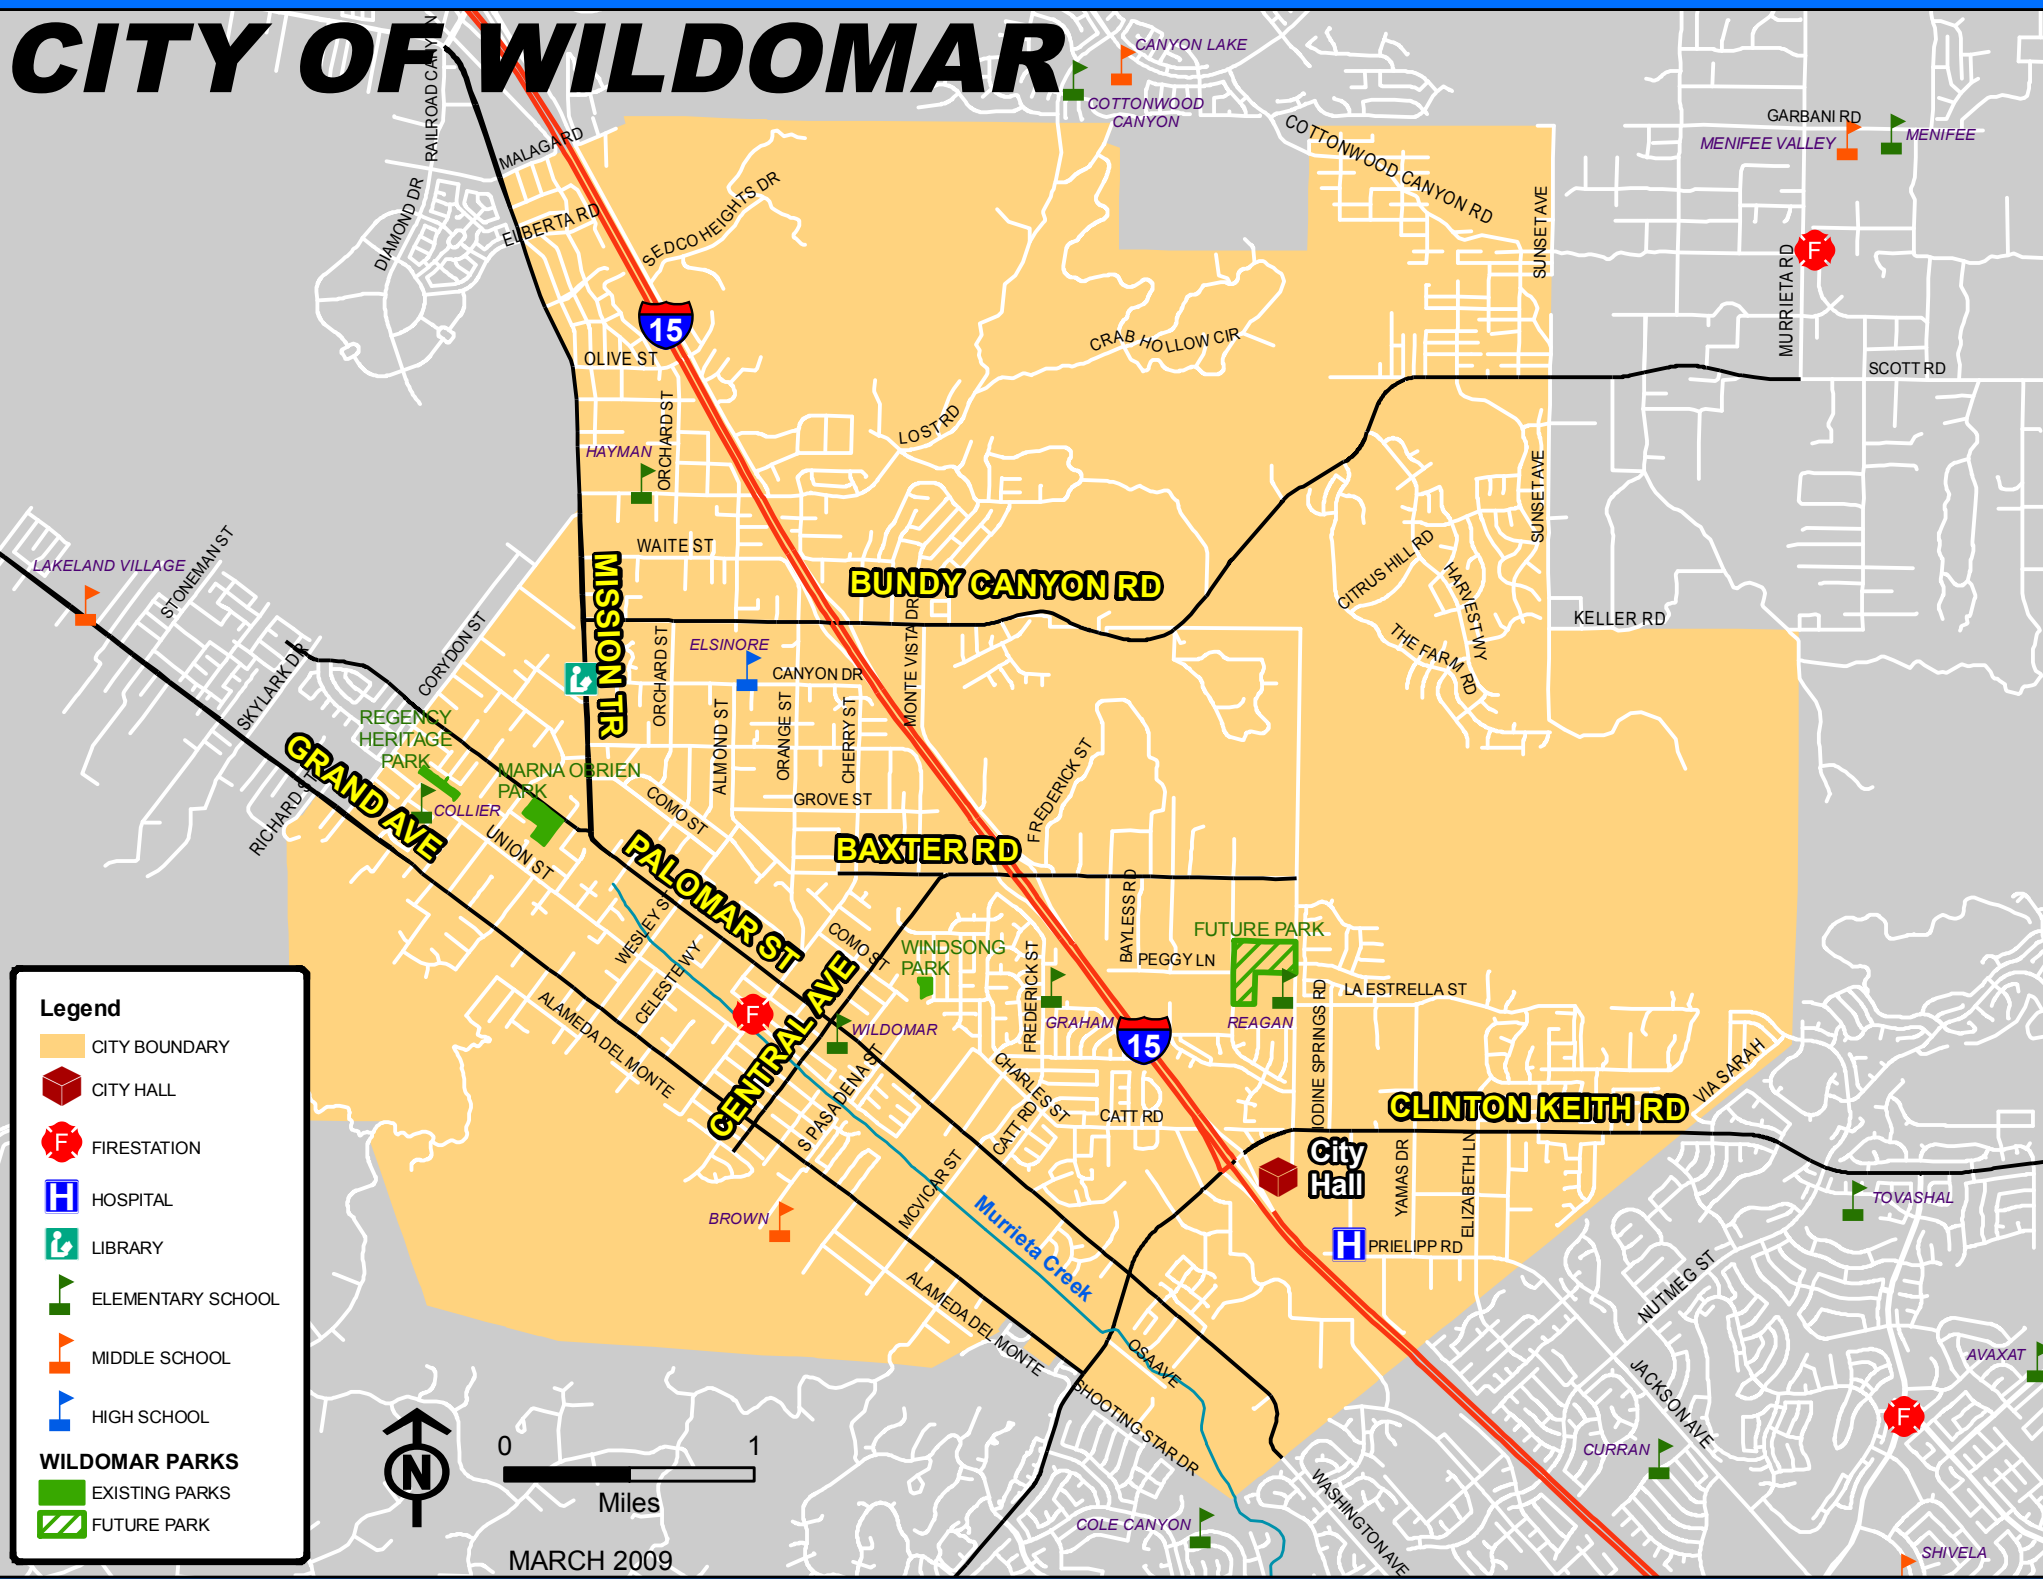 CITY OF WILDOMAR
CANYON LAKE
COTTONWOOD
CANYON
RAILROAD CANYON
MALAGA RD
GARBANI RD
MENIFEE VALLEY
MENIFEE
COTTONWOOD CANYON RD
DIAMOND DR
ELBERTA RD
SEDCO HEIGHTS DR
SUNSET AVE
F
MURRIETA RD
15
OLIVE ST
CRAB HOLLOW CIR
SCOTT RD
ORCHARD ST
LOST RD
HAYMAN
SUNSET AVE
WAITE ST
LAKELAND VILLAGE
STONEMAN ST
MISSION TR
BUNDY CANYON RD
CITRUS HILL RD
HARVEST WY
KELLER RD
CORYDON ST
SKYLARK DR
ORCHARD ST
ELSINORE
CANYON DR
MONTE VISTA DR
THE FARM RD
REGENCY
HERITAGE
PARK
GRAND AVE
MARNA OBRIEN
PARK
ALMOND ST
ORANGE ST
CHERRY ST
FREDERICK ST
RICHARD ST
COLLIER
COMO ST
GROVE ST
UNION ST
PALOMAR ST
BAXTER RD
WESLEY ST
CELESTE WY
COMO ST
WINDSONG
PARK
BAYLESS RD
FUTURE PARK
PEGGY LN
FREDERICK ST
LA ESTRELLA ST
ALAMEDA DEL MONTE
F
CENTRAL AVE
WILDOMAR
GRAHAM
15
REAGAN
IODINE SPRINGS RD
S PASADENA ST
CHARLES ST
CATT RD
CATT RD
CLINTON KEITH RD
VIA SARAH
City
Hall
YAMAS DR
ELIZABETH LN
MCVICAR ST
BROWN
Murrieta Creek
H
PRIELIPP RD
TOVASHAL
NUTMEG ST
ALAMEDA DEL MONTE
OSA AVE
SHOOTING STAR DR
JACKSON AVE
AVAXAT
F
CURRAN
WASHINGTON AVE
COLE CANYON
SHIVELA
Legend
CITY BOUNDARY
CITY HALL
F
FIRESTATION
H
HOSPITAL
LIBRARY
ELEMENTARY SCHOOL
MIDDLE SCHOOL
HIGH SCHOOL
WILDOMAR PARKS
EXISTING PARKS
FUTURE PARK
N
0 1
Miles
MARCH 2009